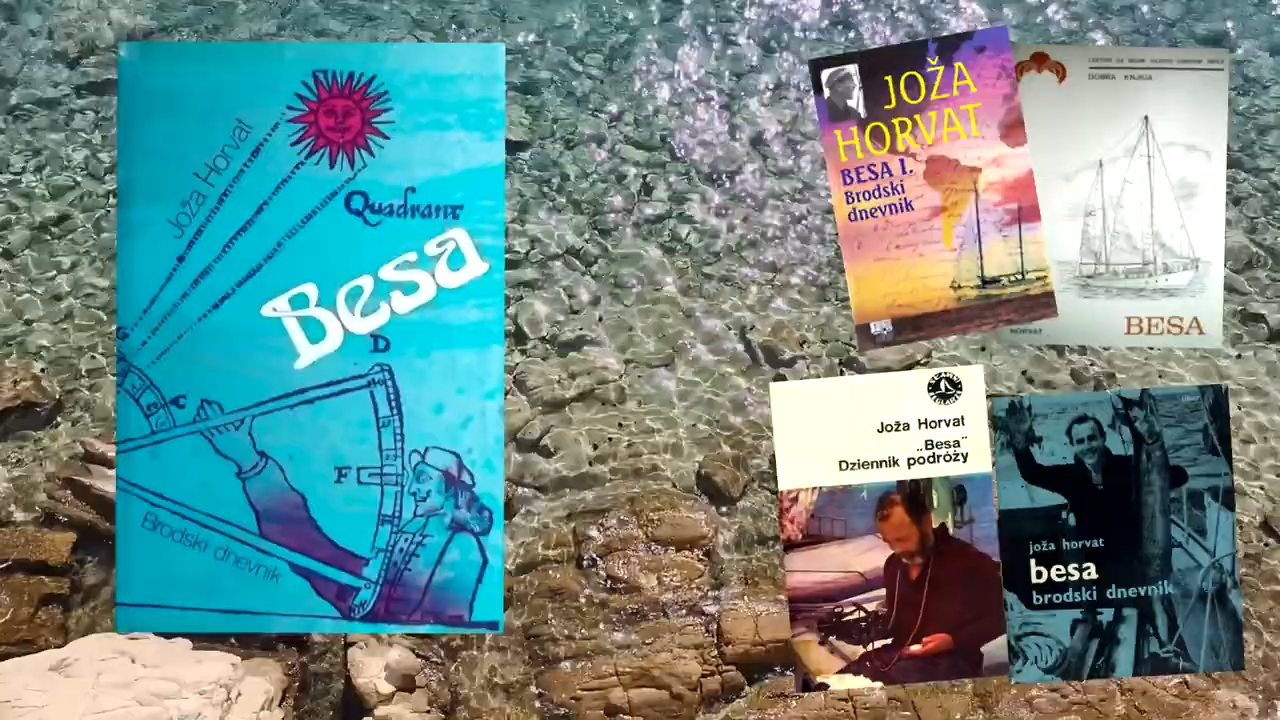 Joža Horvat
Quadrant
Besa
D
C
F
Brodski dnevnik
JOŽA
HORVAT
BESA I.
Brodski
dnevnik
DOBRA KNJIGA
HORVAT
BESA
Joža Horvat
„Besa"
Dziennik podróży
joža horvat
besa
brodski dnevnik